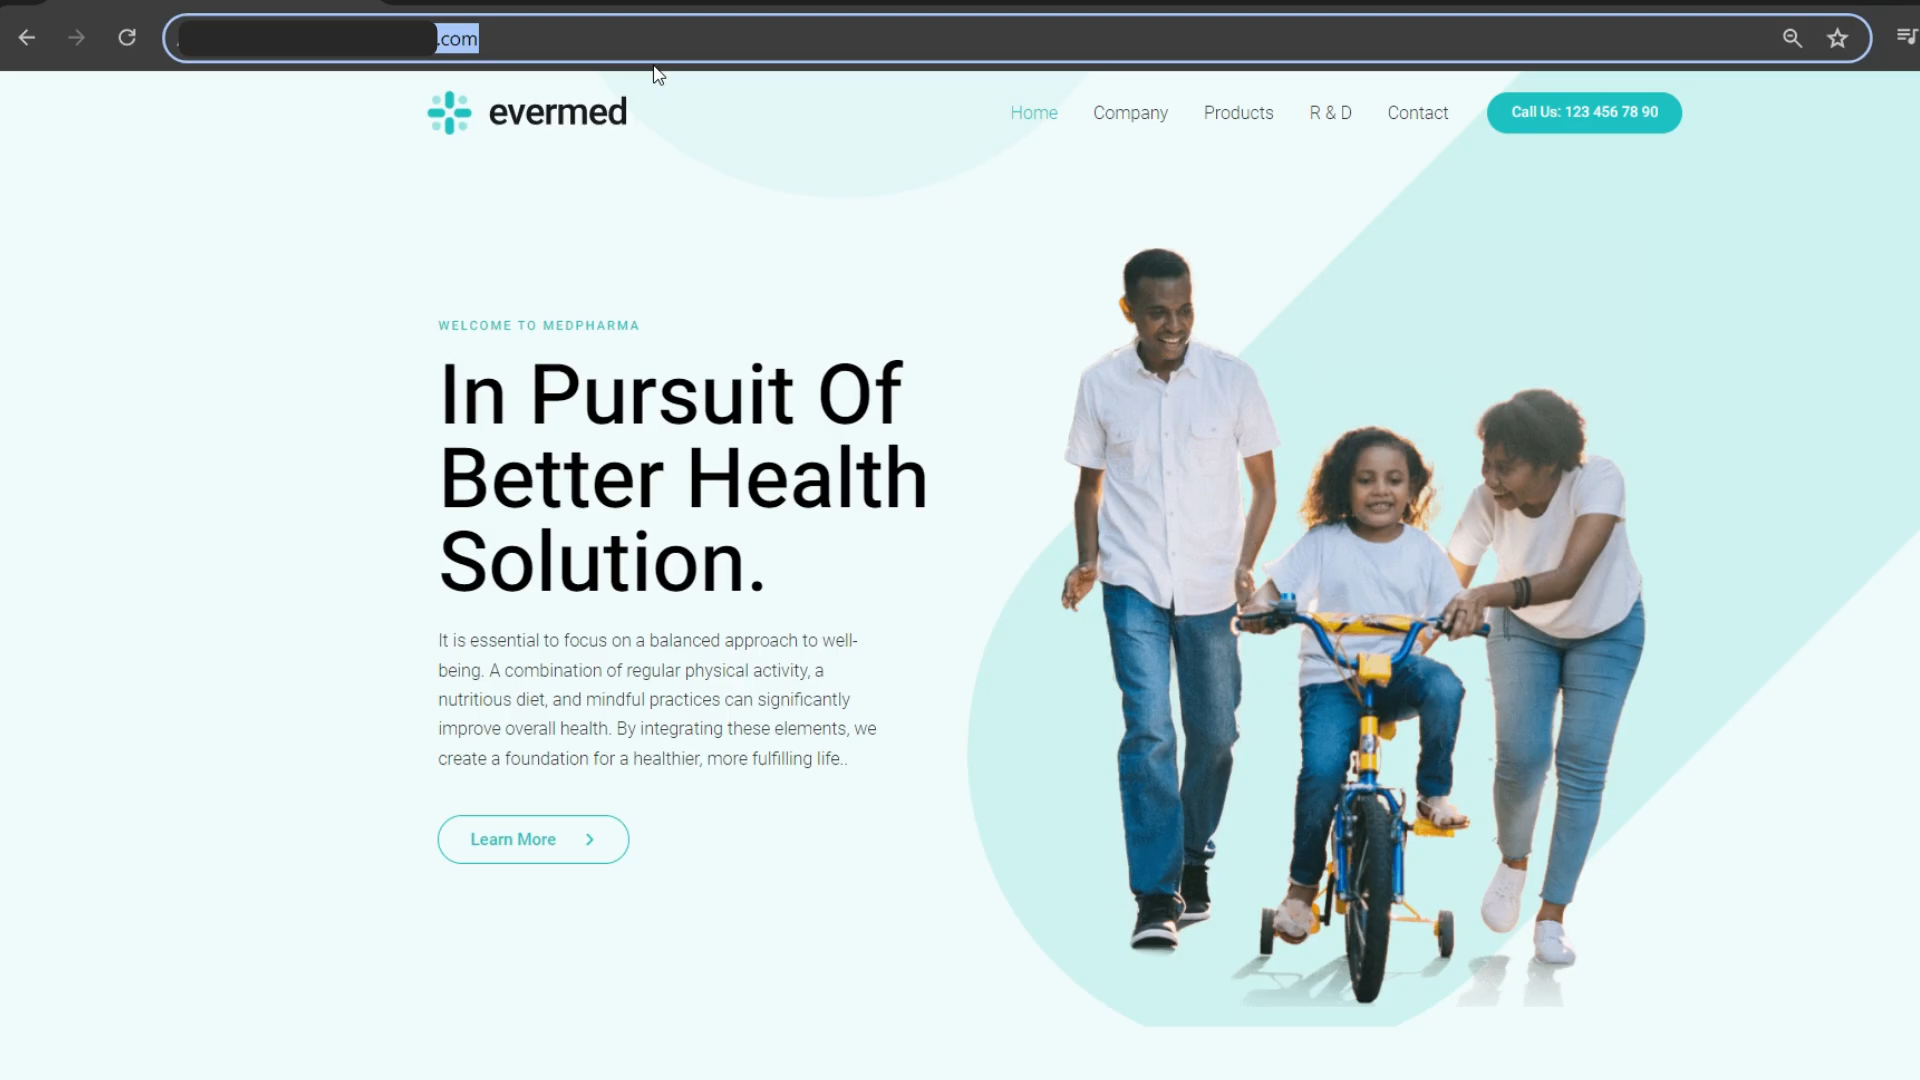 .com
evermed
Home Company Products R & D Contact Call Us: 123 456 78 90
WELCOME TO MEDPHARMA
In Pursuit Of
Better Health
Solution.
It is essential to focus on a balanced approach to well-
being. A combination of regular physical activity, a
nutritious diet, and mindful practices can significantly
improve overall health. By integrating these elements, we
create a foundation for a healthier, more fulfilling life..
Learn More